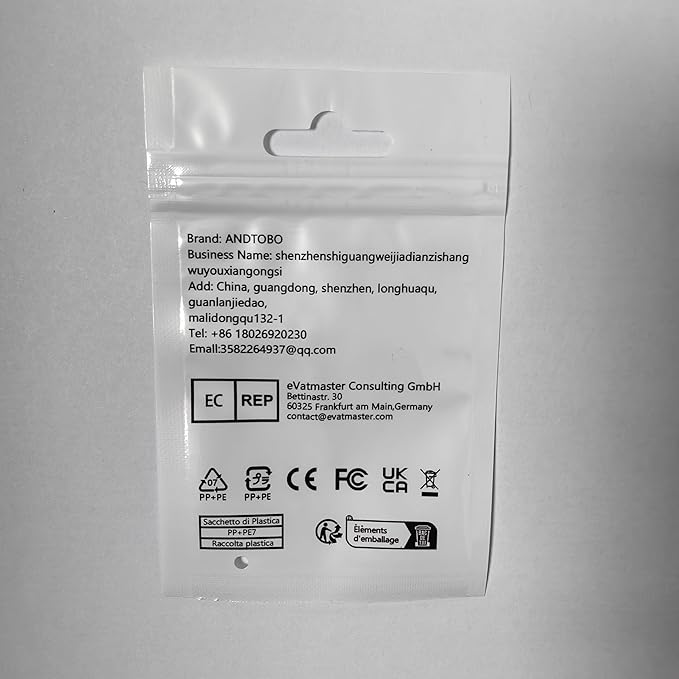 Brand: ANDTOBO
Business Name: shenzhenshiguangweijiadianzishang
wuyouxiangongsi
Add: China, guangdong, shenzhen, longhuaqu,
guanlanjiedao,
malidongqu132-1
Tel: +86 18026920230
Emall:3582264937@qq.com
EC REP
eVatmaster Consulting GmbH
Bettinastr. 30
60325 Frankfurt am Main,Germany
contact@evatmaster.com
07
PP+PE
PP+PE
CE FC UK
CA
Sacchetto di Plastica
PP+PE7
Raccolta plastica
Éléments
d'emballage